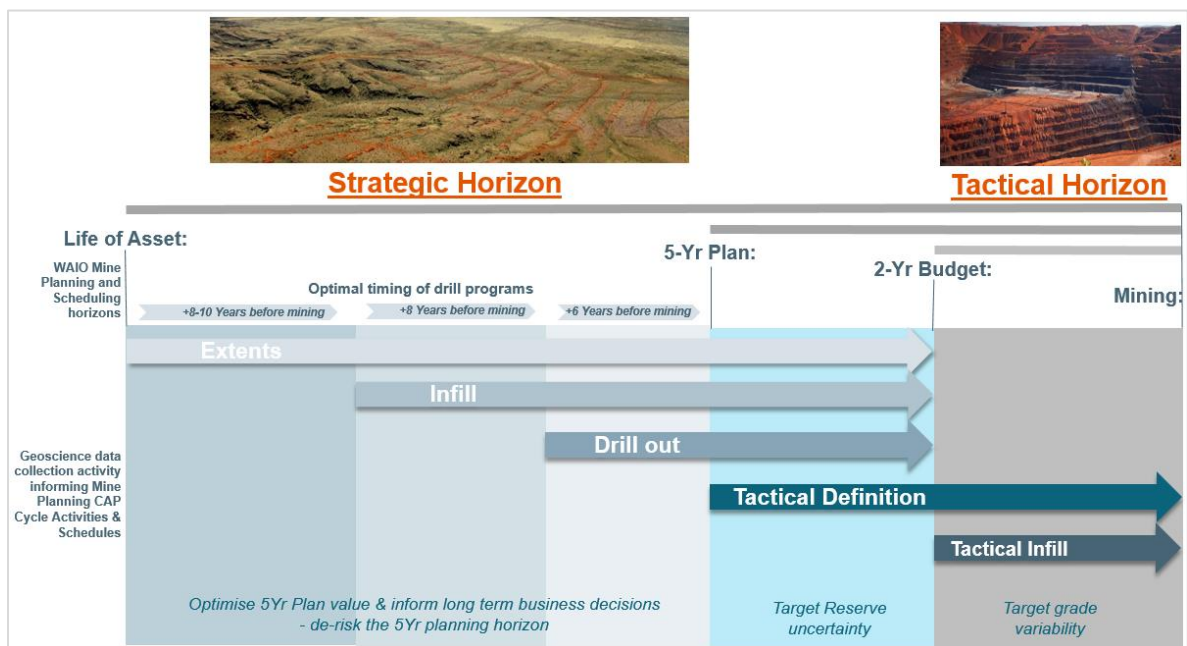 Strategic Horizon
Tactical Horizon
Life of Asset:
5-Yr Plan:
2-Yr Budget:
Mining:
WAIO Mine
Planning and
Scheduling
horizons
Optimal timing of drill programs
+8-10 Years before mining
+8 Years before mining
+6 Years before mining
Extents
Infill
Drill out
Tactical Definition
Tactical Infill
Geoscience data
collection activity
informing Mine
Planning CAP
Cycle Activities &
Schedules
Optimise 5Yr Plan value & inform long term business decisions
- de-risk the 5Yr planning horizon
Target Reserve
uncertainty
Target grade
variability